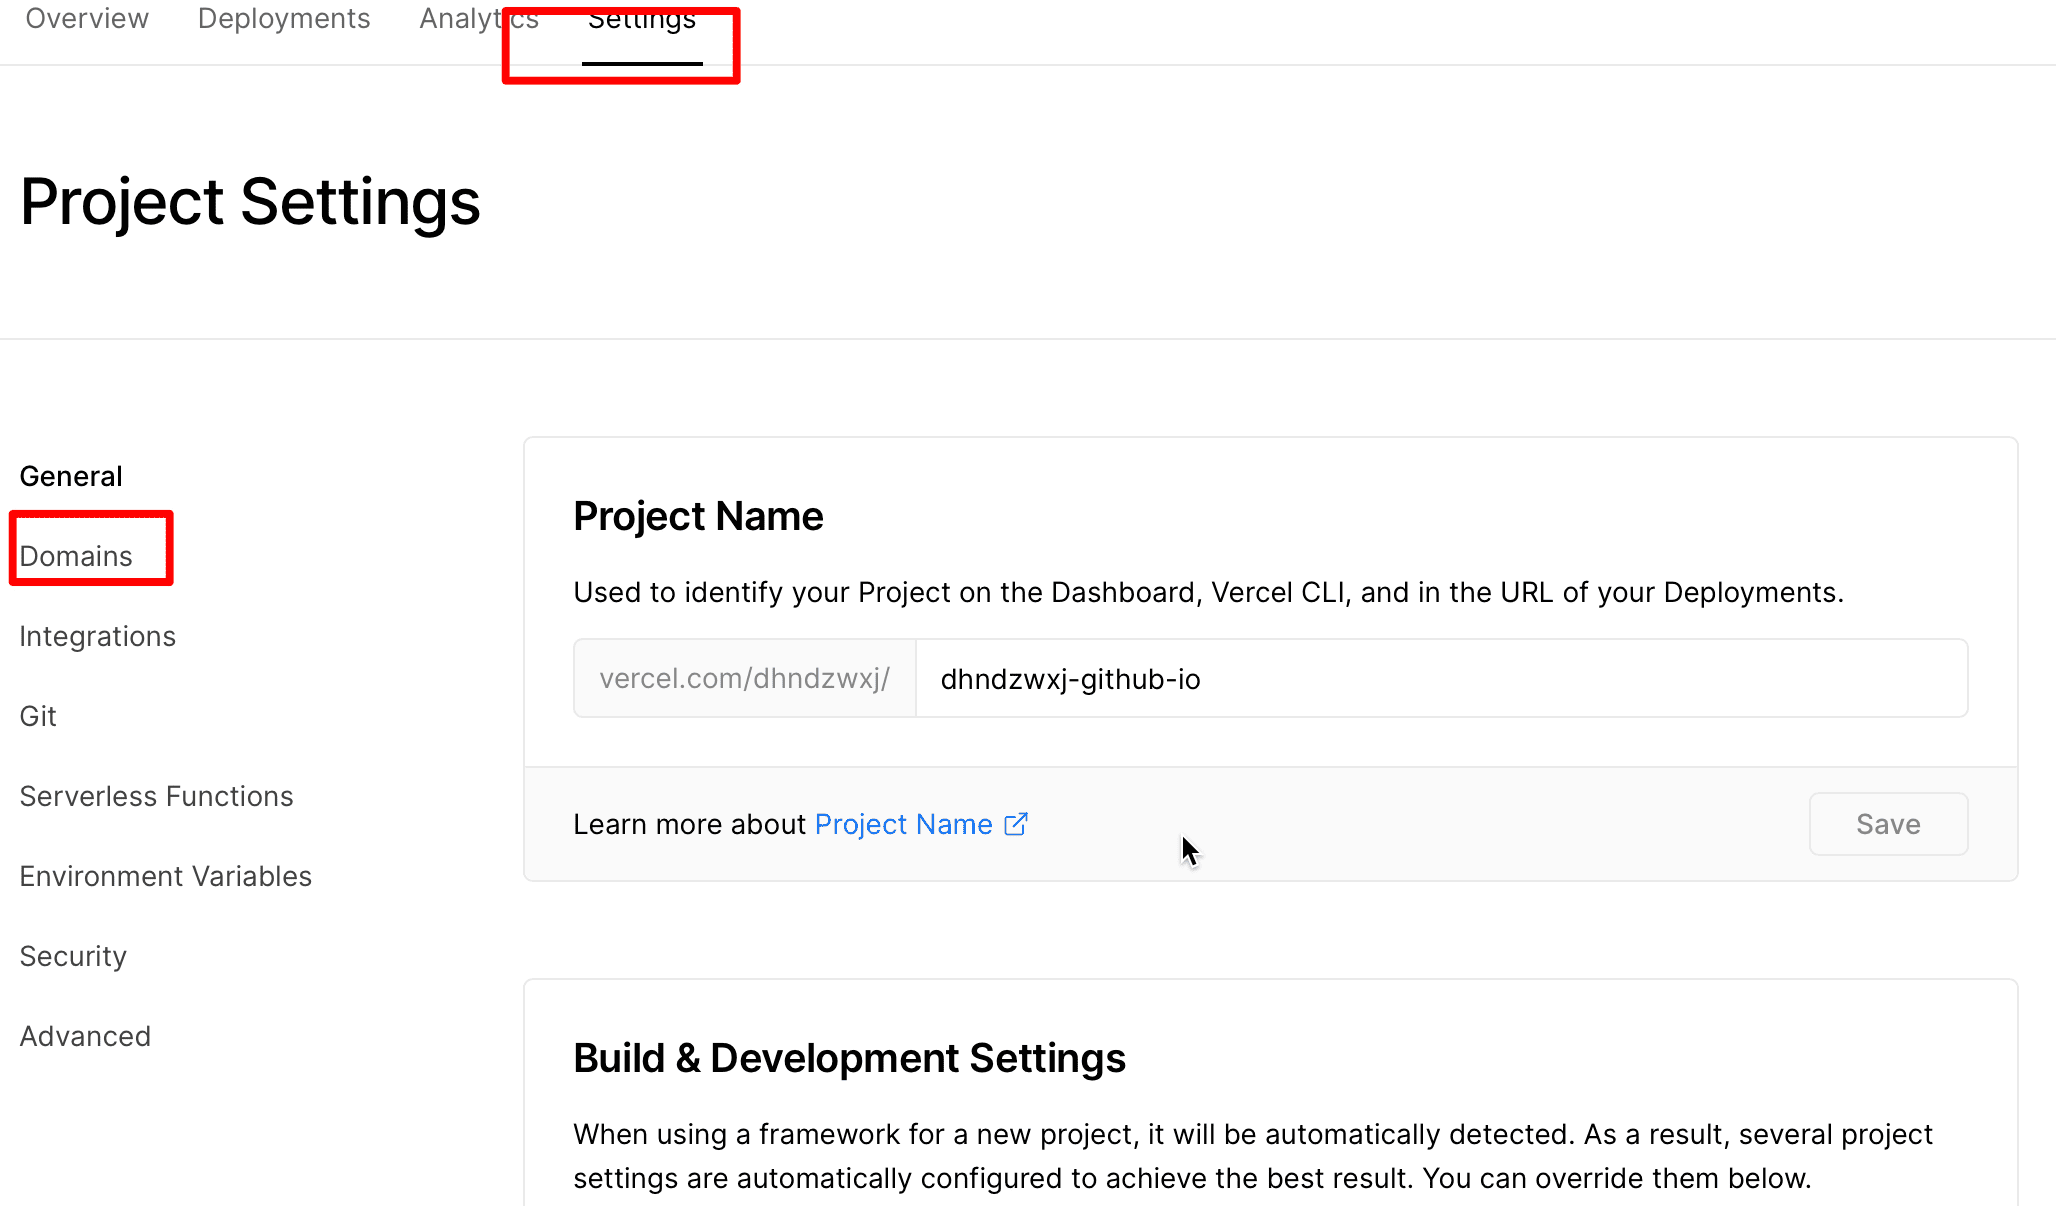 Overview Deployments Analytics Settings
Project Settings
General
Domains
Integrations
Git
Serverless Functions
Environment Variables
Security
Advanced
Project Name
Used to identify your Project on the Dashboard, Vercel CLI, and in the URL of your Deployments.
vercel.com/dhndzwxj/ dhndzwxj-github-io
Learn more about Project Name
Save
Build & Development Settings
When using a framework for a new project, it will be automatically detected. As a result, several project
settings are automatically configured to achieve the best result. You can override them below.